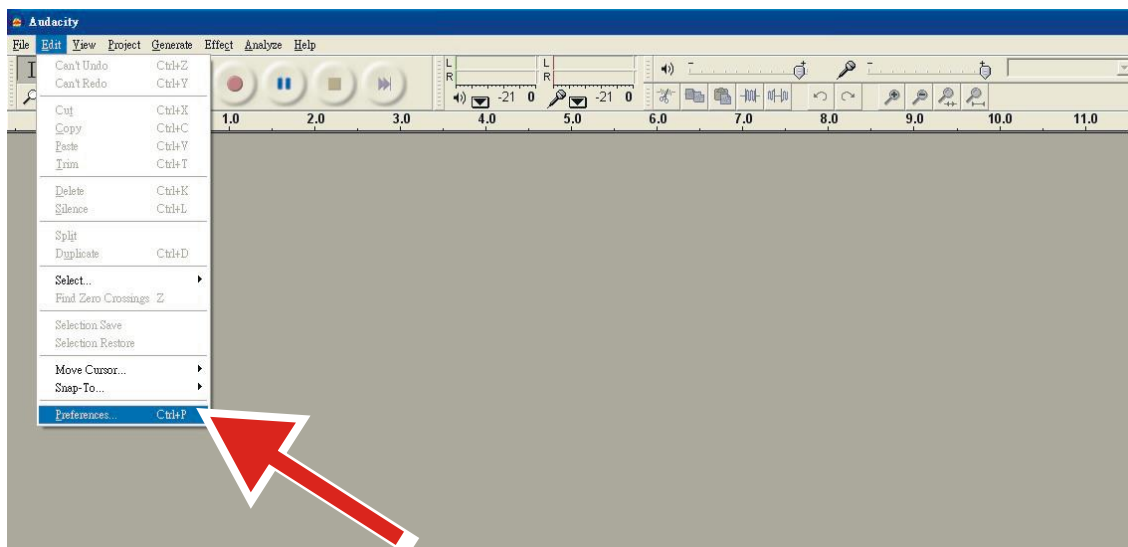 Audacity
File Edit View Project Generate Effect Analyze Help
Can't Undo Ctrl+Z
Can't Redo Ctrl+Y
Cut Ctrl+X
Copy Ctrl+C
Paste Ctrl+V
Trim Ctrl+T
Delete Ctrl+K
Silence Ctrl+L
Split
Duplicate Ctrl+D
Select...
Find Zero Crossings Z
Selection Save
Selection Restore
Move Cursor...
Snap-To...
Preferences... Ctrl+P
L L
R R
-21 0 -21 0
1.0 2.0 3.0 4.0 5.0 6.0 7.0 8.0 9.0 10.0 11.0